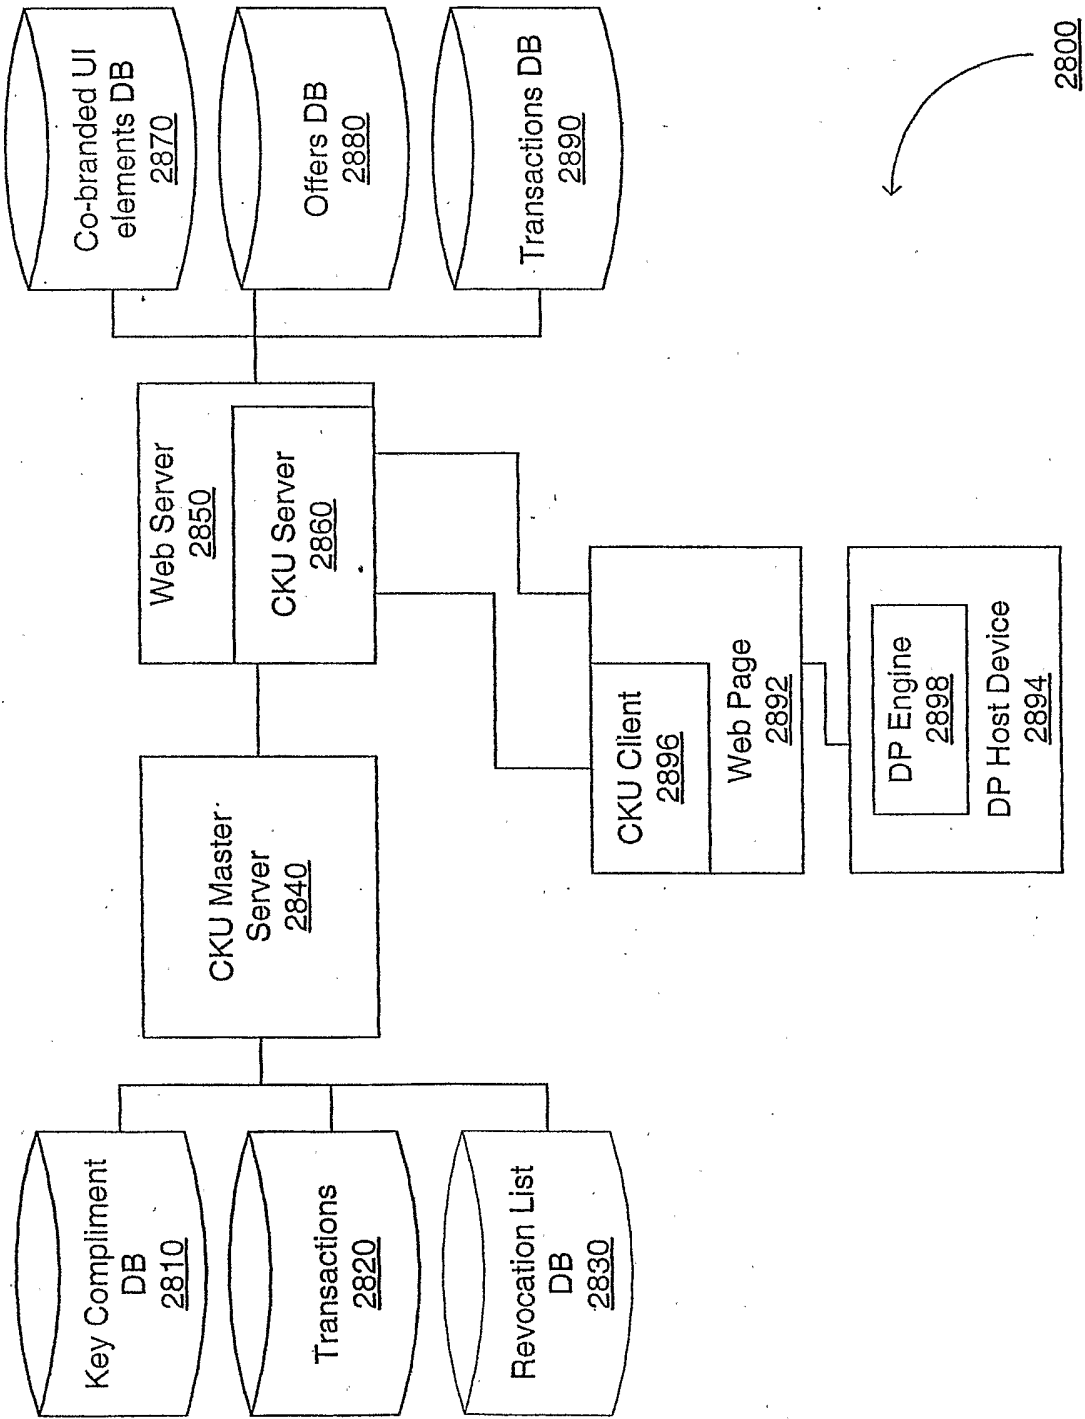 Key Compliment
DB
2810
Transactions
2820
Revocation List
DB
2830
CKU Master
Server
2840
Web Server
2850
CKU Server
2860
Co-branded UI
elements DB
2870
Offers DB
2880
Transactions DB
2890
CKU Client
2896
Web Page
2892
DP Engine
2898
DP Host Device
2894
2800